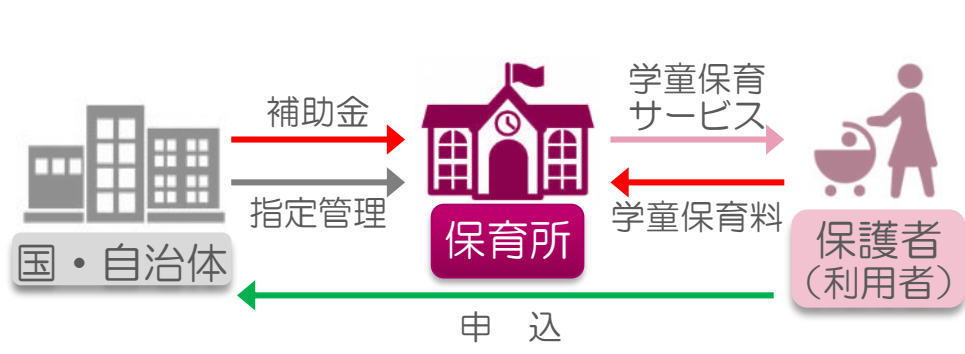 補助金
指定管理
国・自治体
保育所
学童保育
サービス
学童保育料
保護者
（利用者）
申　込